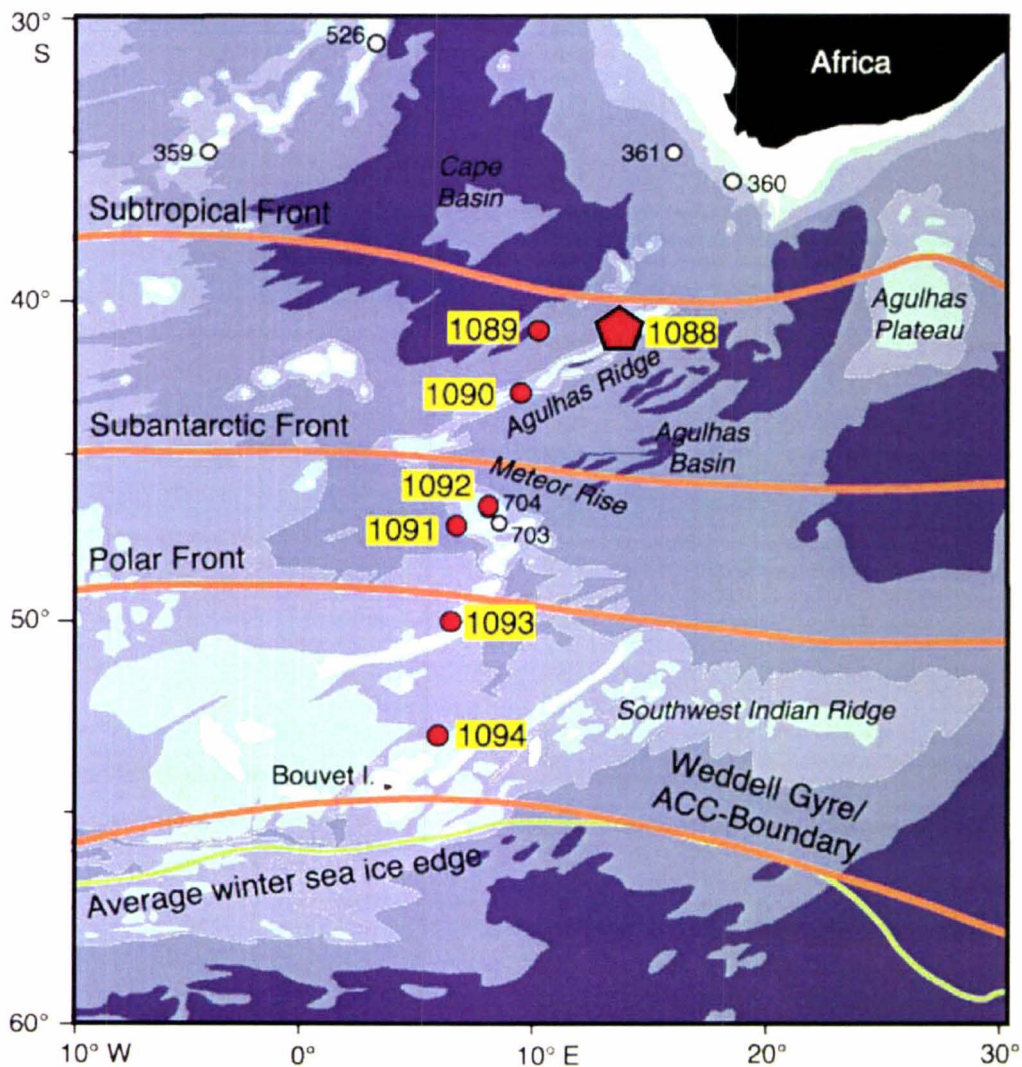 30°
S
526
Africa
359
361
360
Cape
Basin
Subtropical Front
40°
Agulhas
Plateau
1089
1088
1090
Agulhas Ridge
Subantarctic Front
Agulhas
Basin
Meteor Rise
1092
704
1091
703
Polar Front
50°
1093
Southwest Indian Ridge
1094
Bouvet I.
Weddell Gyre/
ACC-Boundary
Average winter sea ice edge
60°
10° W
0°
10° E
20°
30°